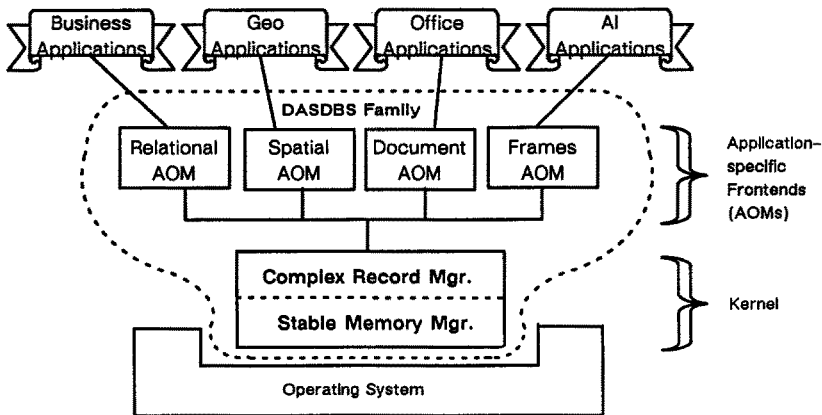 Business
Applications
Geo
Applications
Office
Applications
AI
Applications
DASDBS Family
Relational
AOM
Spatial
AOM
Document
AOM
Frames
AOM
Application-
specific
Frontends
(AOMs)
Complex Record Mgr.
Stable Memory Mgr.
Kernel
Operating System